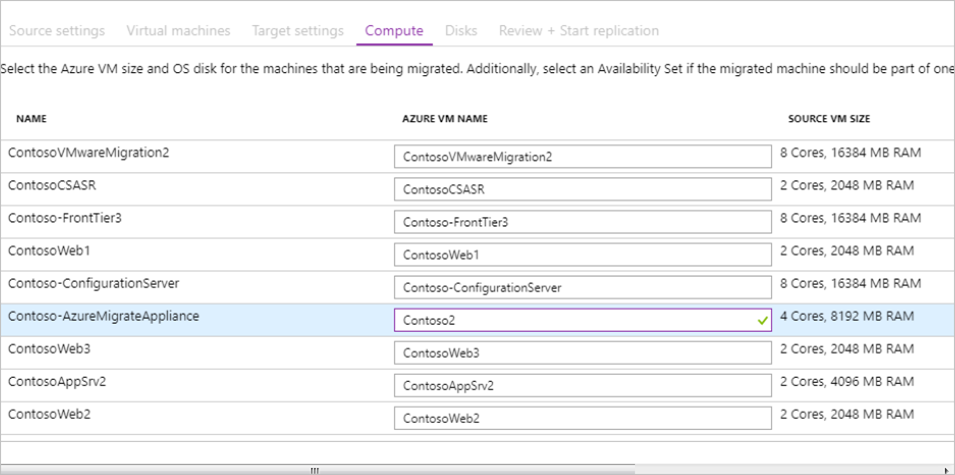 Source settings Virtual machines Target settings Compute Disks Review + Start replication
Select the Azure VM size and OS disk for the machines that are being migrated. Additionally, select an Availability Set if the migrated machine should be part of one
NAME AZURE VM NAME SOURCE VM SIZE
ContosoVMwareMigration2 ContosoVMwareMigration2 8 Cores, 16384 MB RAM
ContosoCSASR ContosoCSASR 2 Cores, 2048 MB RAM
Contoso-FrontTier3 Contoso-FrontTier3 8 Cores, 16384 MB RAM
ContosoWeb1 ContosoWeb1 2 Cores, 2048 MB RAM
Contoso-ConfigurationServer Contoso-ConfigurationServer 8 Cores, 16384 MB RAM
Contoso-AzureMigrateAppliance Contoso2 4 Cores, 8192 MB RAM
ContosoWeb3 ContosoWeb3 2 Cores, 2048 MB RAM
ContosoAppSrv2 ContosoAppSrv2 2 Cores, 4096 MB RAM
ContosoWeb2 ContosoWeb2 2 Cores, 2048 MB RAM